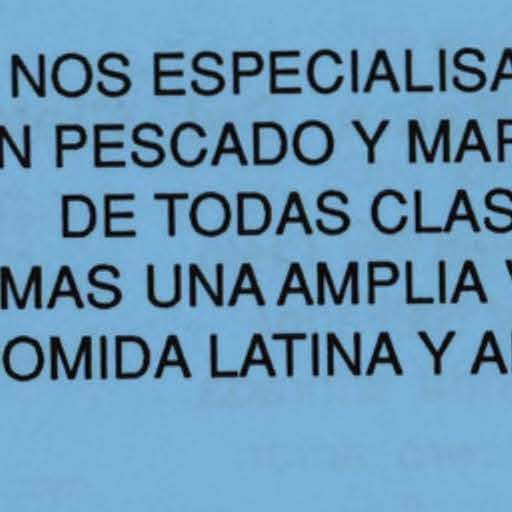 NOS ESPECIALISA
N PESCADO Y MAR
DE TODAS CLAS
MAS UNA AMPLIA V
OMIDA LATINA Y A